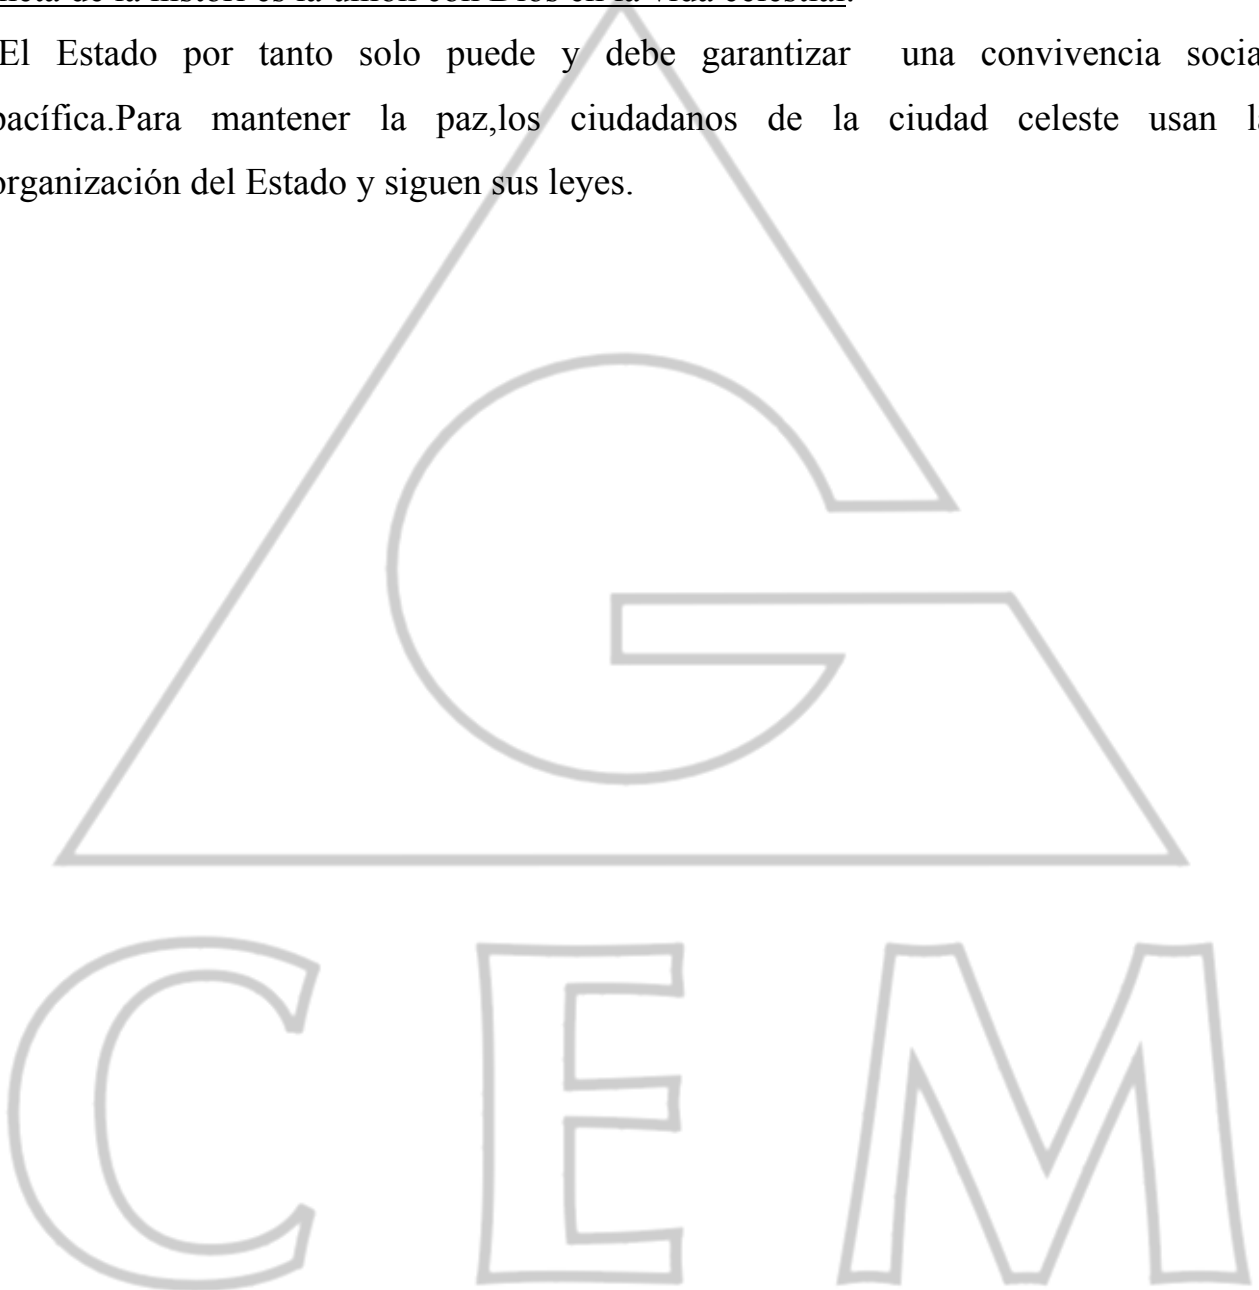 meta de la histori es la unión con Dios en la vida celestial.
El Estado por tanto solo puede y debe garantizar una convivencia socia
pacífica.Para mantener la paz,los ciudadanos de la ciudad celeste usan l
organización del Estado y siguen sus leyes.
G
C E M